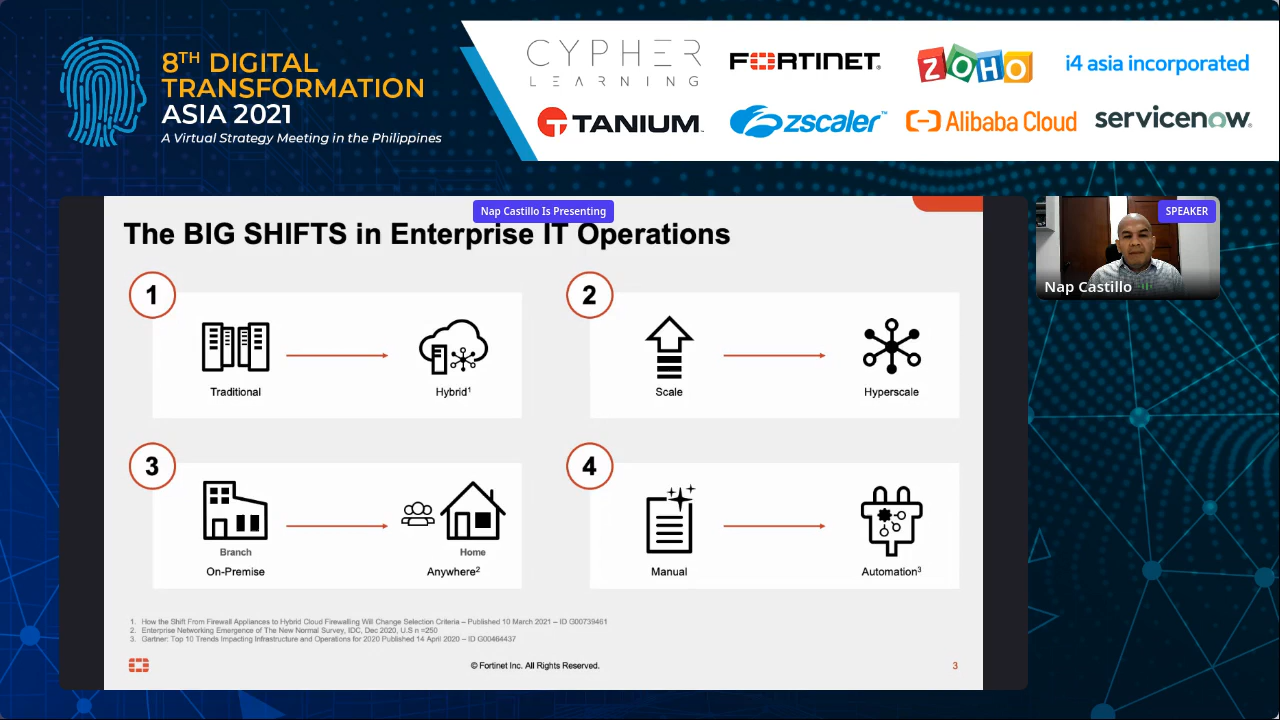 8TH DIGITAL
TRANSFORMATION
ASIA 2021
A Virtual Strategy Meeting in the Philippines
CYPHER
LEARNING
FORTINET®
ZOHO
i4 asia incorporated
TANIUM™
zscaler™
Alibaba Cloud
servicenow®
Nap Castillo Is Presenting
The BIG SHIFTS in Enterprise IT Operations
SPEAKER
Nap Castillo
1
Traditional
Hybrid¹
2
Scale
Hyperscale
3
Branch
On-Premise
Home
Anywhere²
4
Manual
Automation³
1. How the Shift From Firewall Appliances to Hybrid Cloud Firewalling Will Change Selection Criteria – Published 10 March 2021 – ID G00739461
2. Enterprise Networking Emergence of The New Normal Survey, IDC, Dec 2020, U.S n =250
3. Gartner: Top 10 Trends Impacting Infrastructure and Operations for 2020 Published 14 April 2020 – ID G00464437
© Fortinet Inc. All Rights Reserved.
3